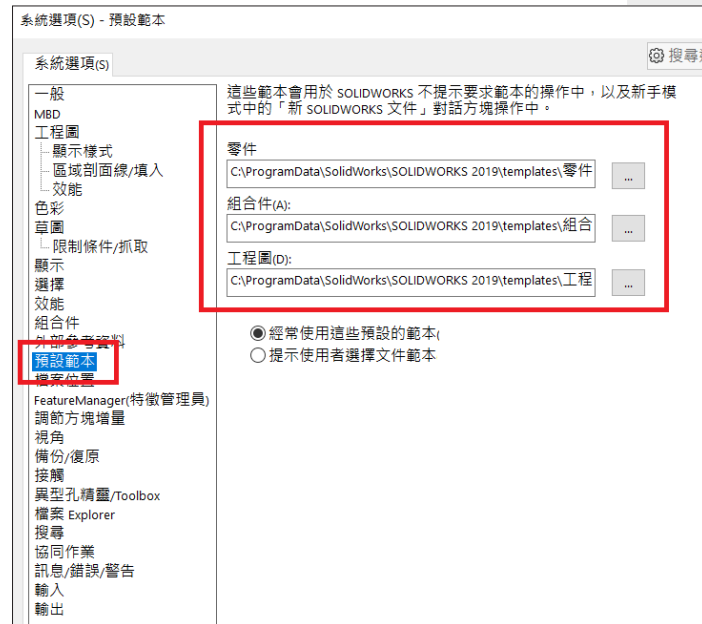 系統選項(S) - 預設範本
系統選項(S)
搜尋
一般
MBD
工程圖
顯示樣式
區域剖面線/填入
效能
色彩
草圖
限制條件/抓取
顯示
選擇
效能
組合件
外部參考資料
預設範本
檔案位置
FeatureManager(特徵管理員)
調節方塊增量
視角
備份/復原
接觸
異型孔精靈/Toolbox
檔案 Explorer
搜尋
協同作業
訊息/錯誤/警告
輸入
輸出
這些範本會用於 SOLIDWORKS 不提示要求範本的操作中，以及新手模
式中的「新 SOLIDWORKS 文件」對話方塊操作中。
零件
C:\ProgramData\SolidWorks\SOLIDWORKS 2019\templates\零件
...
組合件(A):
C:\ProgramData\SolidWorks\SOLIDWORKS 2019\templates\組合
...
工程圖(D):
C:\ProgramData\SolidWorks\SOLIDWORKS 2019\templates\工程
...
經常使用這些預設的範本(
提示使用者選擇文件範本